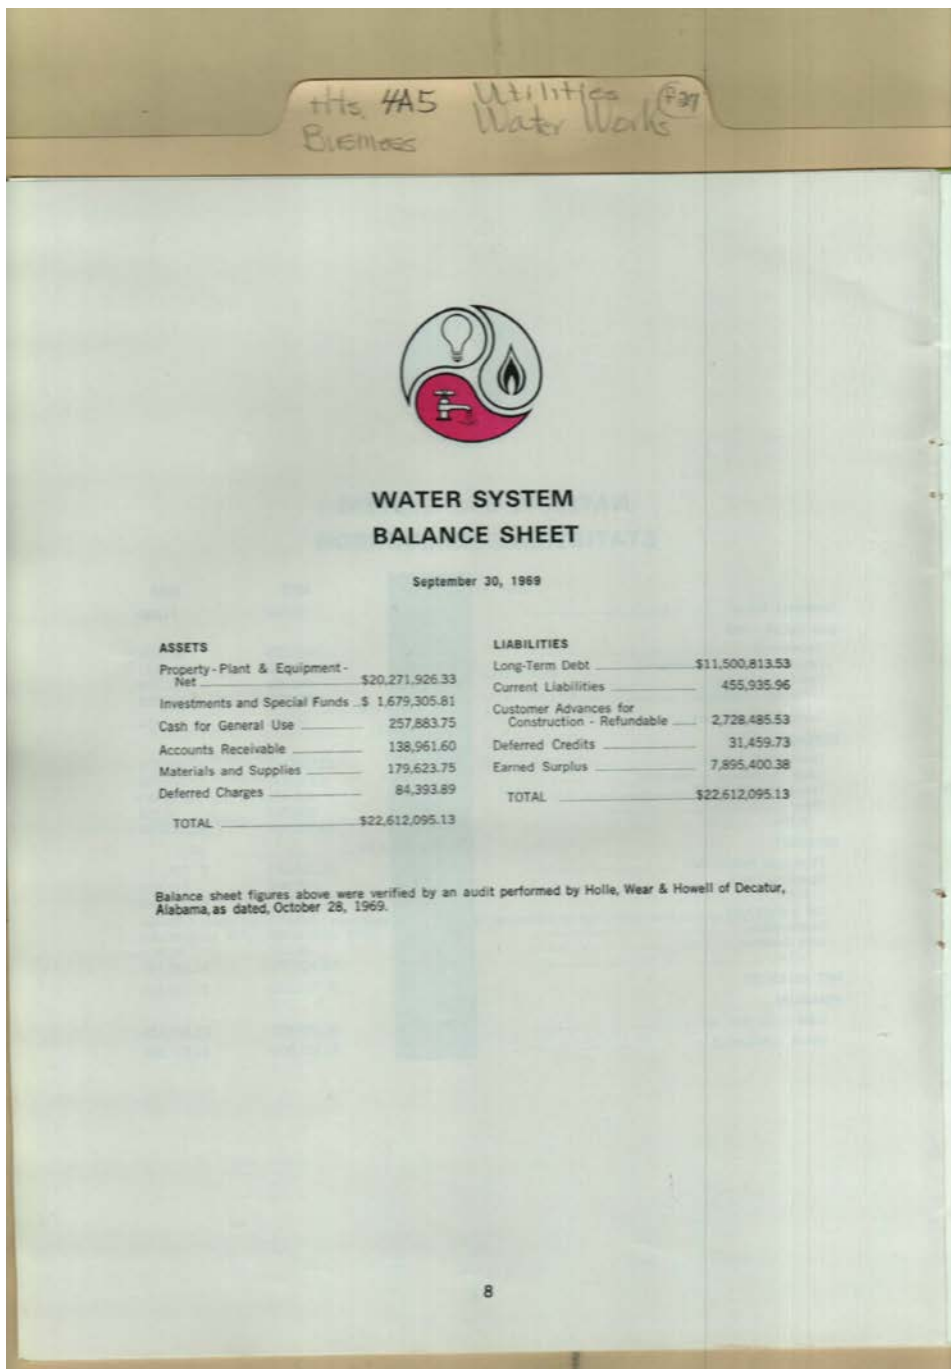 Hts. 4A5 Utilities P27
Business Water Works
WATER SYSTEM
BALANCE SHEET
September 30, 1969
ASSETS
Property-Plant & Equipment-
Net $20,271,926.33
Investments and Special Funds $ 1,679,305.81
Cash for General Use 257,883.75
Accounts Receivable 138,961.60
Materials and Supplies 179,623.75
Deferred Charges 84,393.89
TOTAL $22,612,095.13
LIABILITIES
Long-Term Debt $11,500,813.53
Current Liabilities 455,935.96
Customer Advances for
Construction - Refundable 2,728,485.53
Deferred Credits 31,459.73
Earned Surplus 7,895,400.38
TOTAL $22,612,095.13
Balance sheet figures above were verified by an audit performed by Holle, Wear & Howell of Decatur,
Alabama, as dated, October 28, 1969.
8